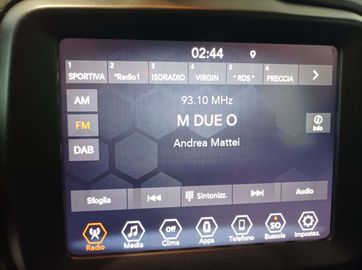 02:44
1 2 3 4 5 6
SPORTIVA *Radio1 ISORADIO VIRGIN * RDS * FRECCIA
AM
93.10 MHz
FM
M DUE O
Info
DAB
Andrea Mattei
Sfoglia Sintonizz. Audio
Off SO
Radio Media Clima Apps Telefono Bussola Impostaz.